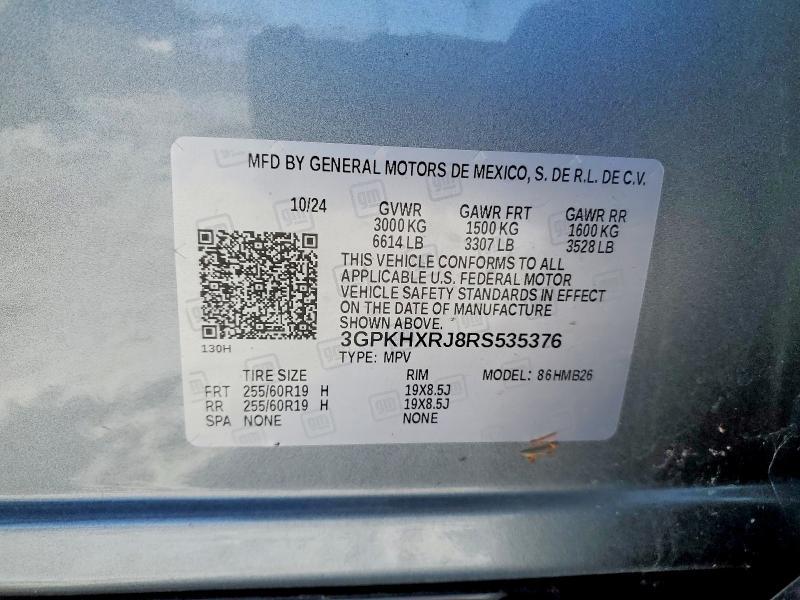 MFD BY GENERAL MOTORS DE MEXICO, S. DE R.L. DE C.V.
10/24 GVWR GAWR FRT GAWR RR
3000 KG 1500 KG 1600 KG
6614 LB 3307 LB 3528 LB
THIS VEHICLE CONFORMS TO ALL
APPLICABLE U.S. FEDERAL MOTOR
VEHICLE SAFETY STANDARDS IN EFFECT
ON THE DATE OF MANUFACTURE
SHOWN ABOVE.
130H
3GPKHXRJ8RS535376
TYPE: MPV
TIRE SIZE RIM MODEL: 86HMB26
FRT 255/60R19 H 19X8.5J
RR 255/60R19 H 19X8.5J
SPA NONE NONE
gm